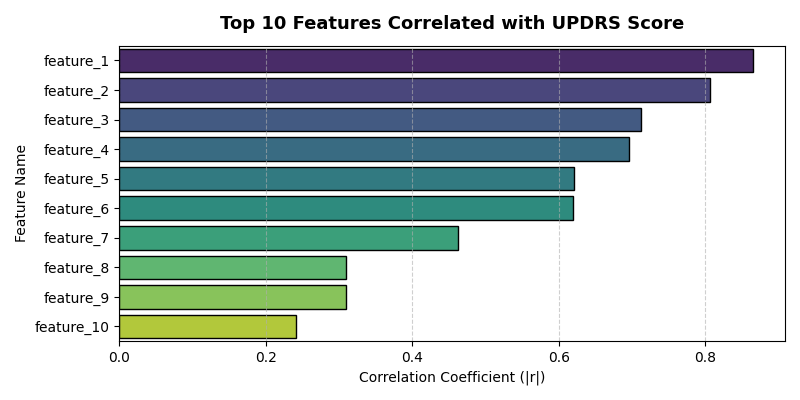 Top 10 Features Correlated with UPDRS Score
Feature Name
feature_1
feature_2
feature_3
feature_4
feature_5
feature_6
feature_7
feature_8
feature_9
feature_10
0.0 0.2 0.4 0.6 0.8
Correlation Coefficient (|r|)